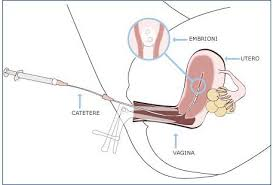 EMBRIONI
UTERO
CATETERE
VAGINA